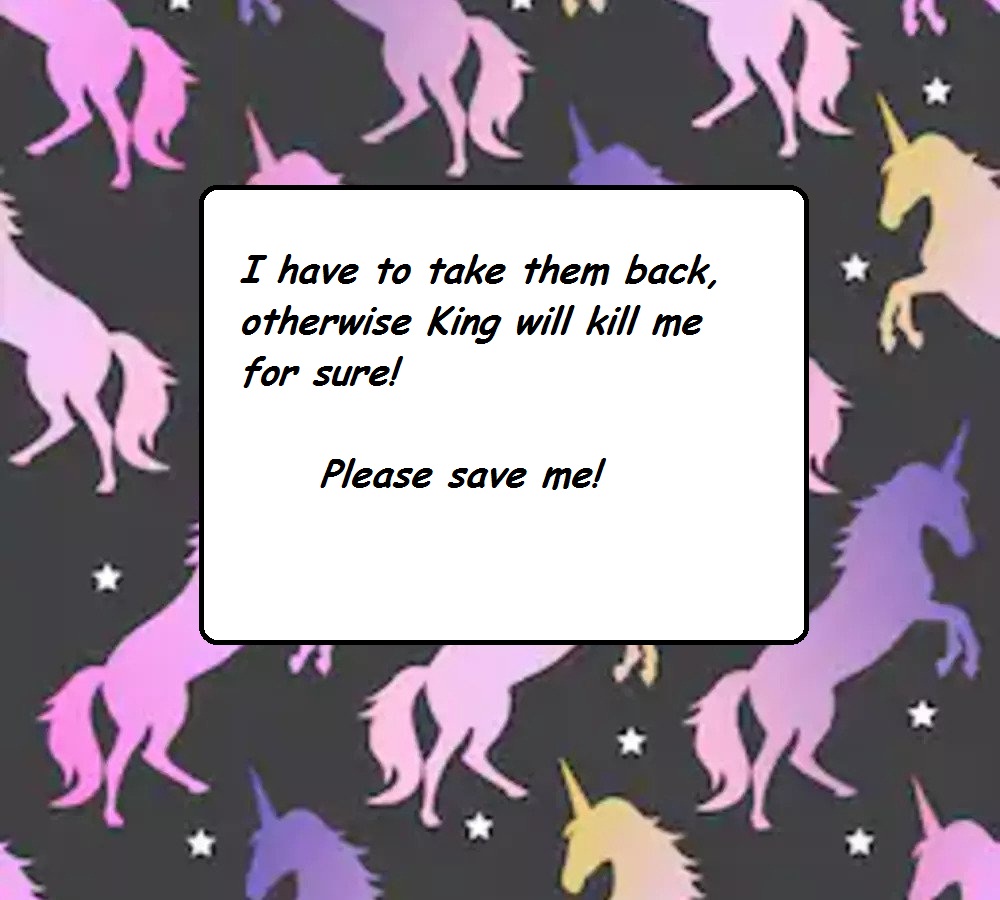 I have to take them back,
otherwise King will kill me
for sure!
Please save me!